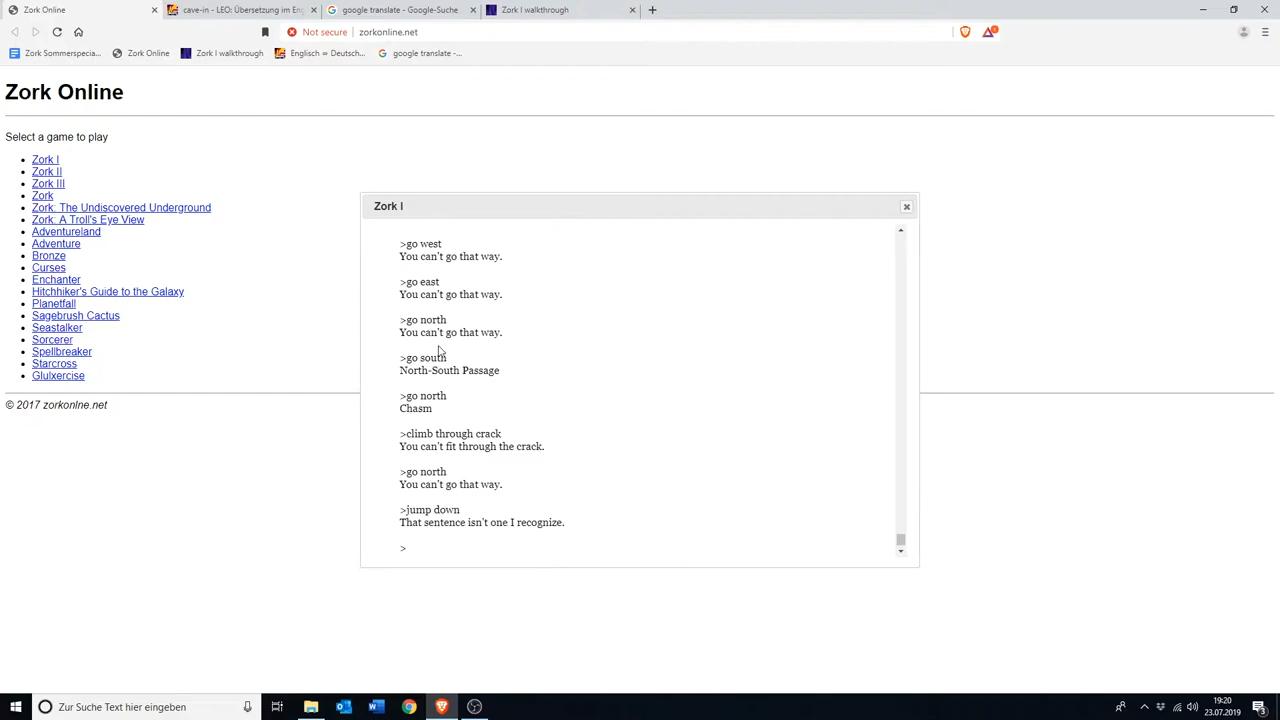 Zork Online
cave-in - LEO: Übersetzung im Eng
google translate - Google-Suche
Zork I walkthrough
Not secure
zorkonline.net
Zork Sommerspecia...
Zork Online
Zork I walkthrough
Englisch ⇔ Deutsch...
google translate -...
Zork Online
Select a game to play
Zork I
Zork II
Zork III
Zork
Zork: The Undiscovered Underground
Zork: A Troll's Eye View
Adventureland
Adventure
Bronze
Curses
Enchanter
Hitchhiker's Guide to the Galaxy
Planetfall
Sagebrush Cactus
Seastalker
Sorcerer
Spellbreaker
Starcross
Glulxercise
© 2017 zorkonlne.net
Zork I
>go west
You can't go that way.
>go east
You can't go that way.
>go north
You can't go that way.
>go south
North-South Passage
>go north
Chasm
>climb through crack
You can't fit through the crack.
>go north
You can't go that way.
>jump down
That sentence isn't one I recognize.
>
Zur Suche Text hier eingeben
19:20
23.07.2019